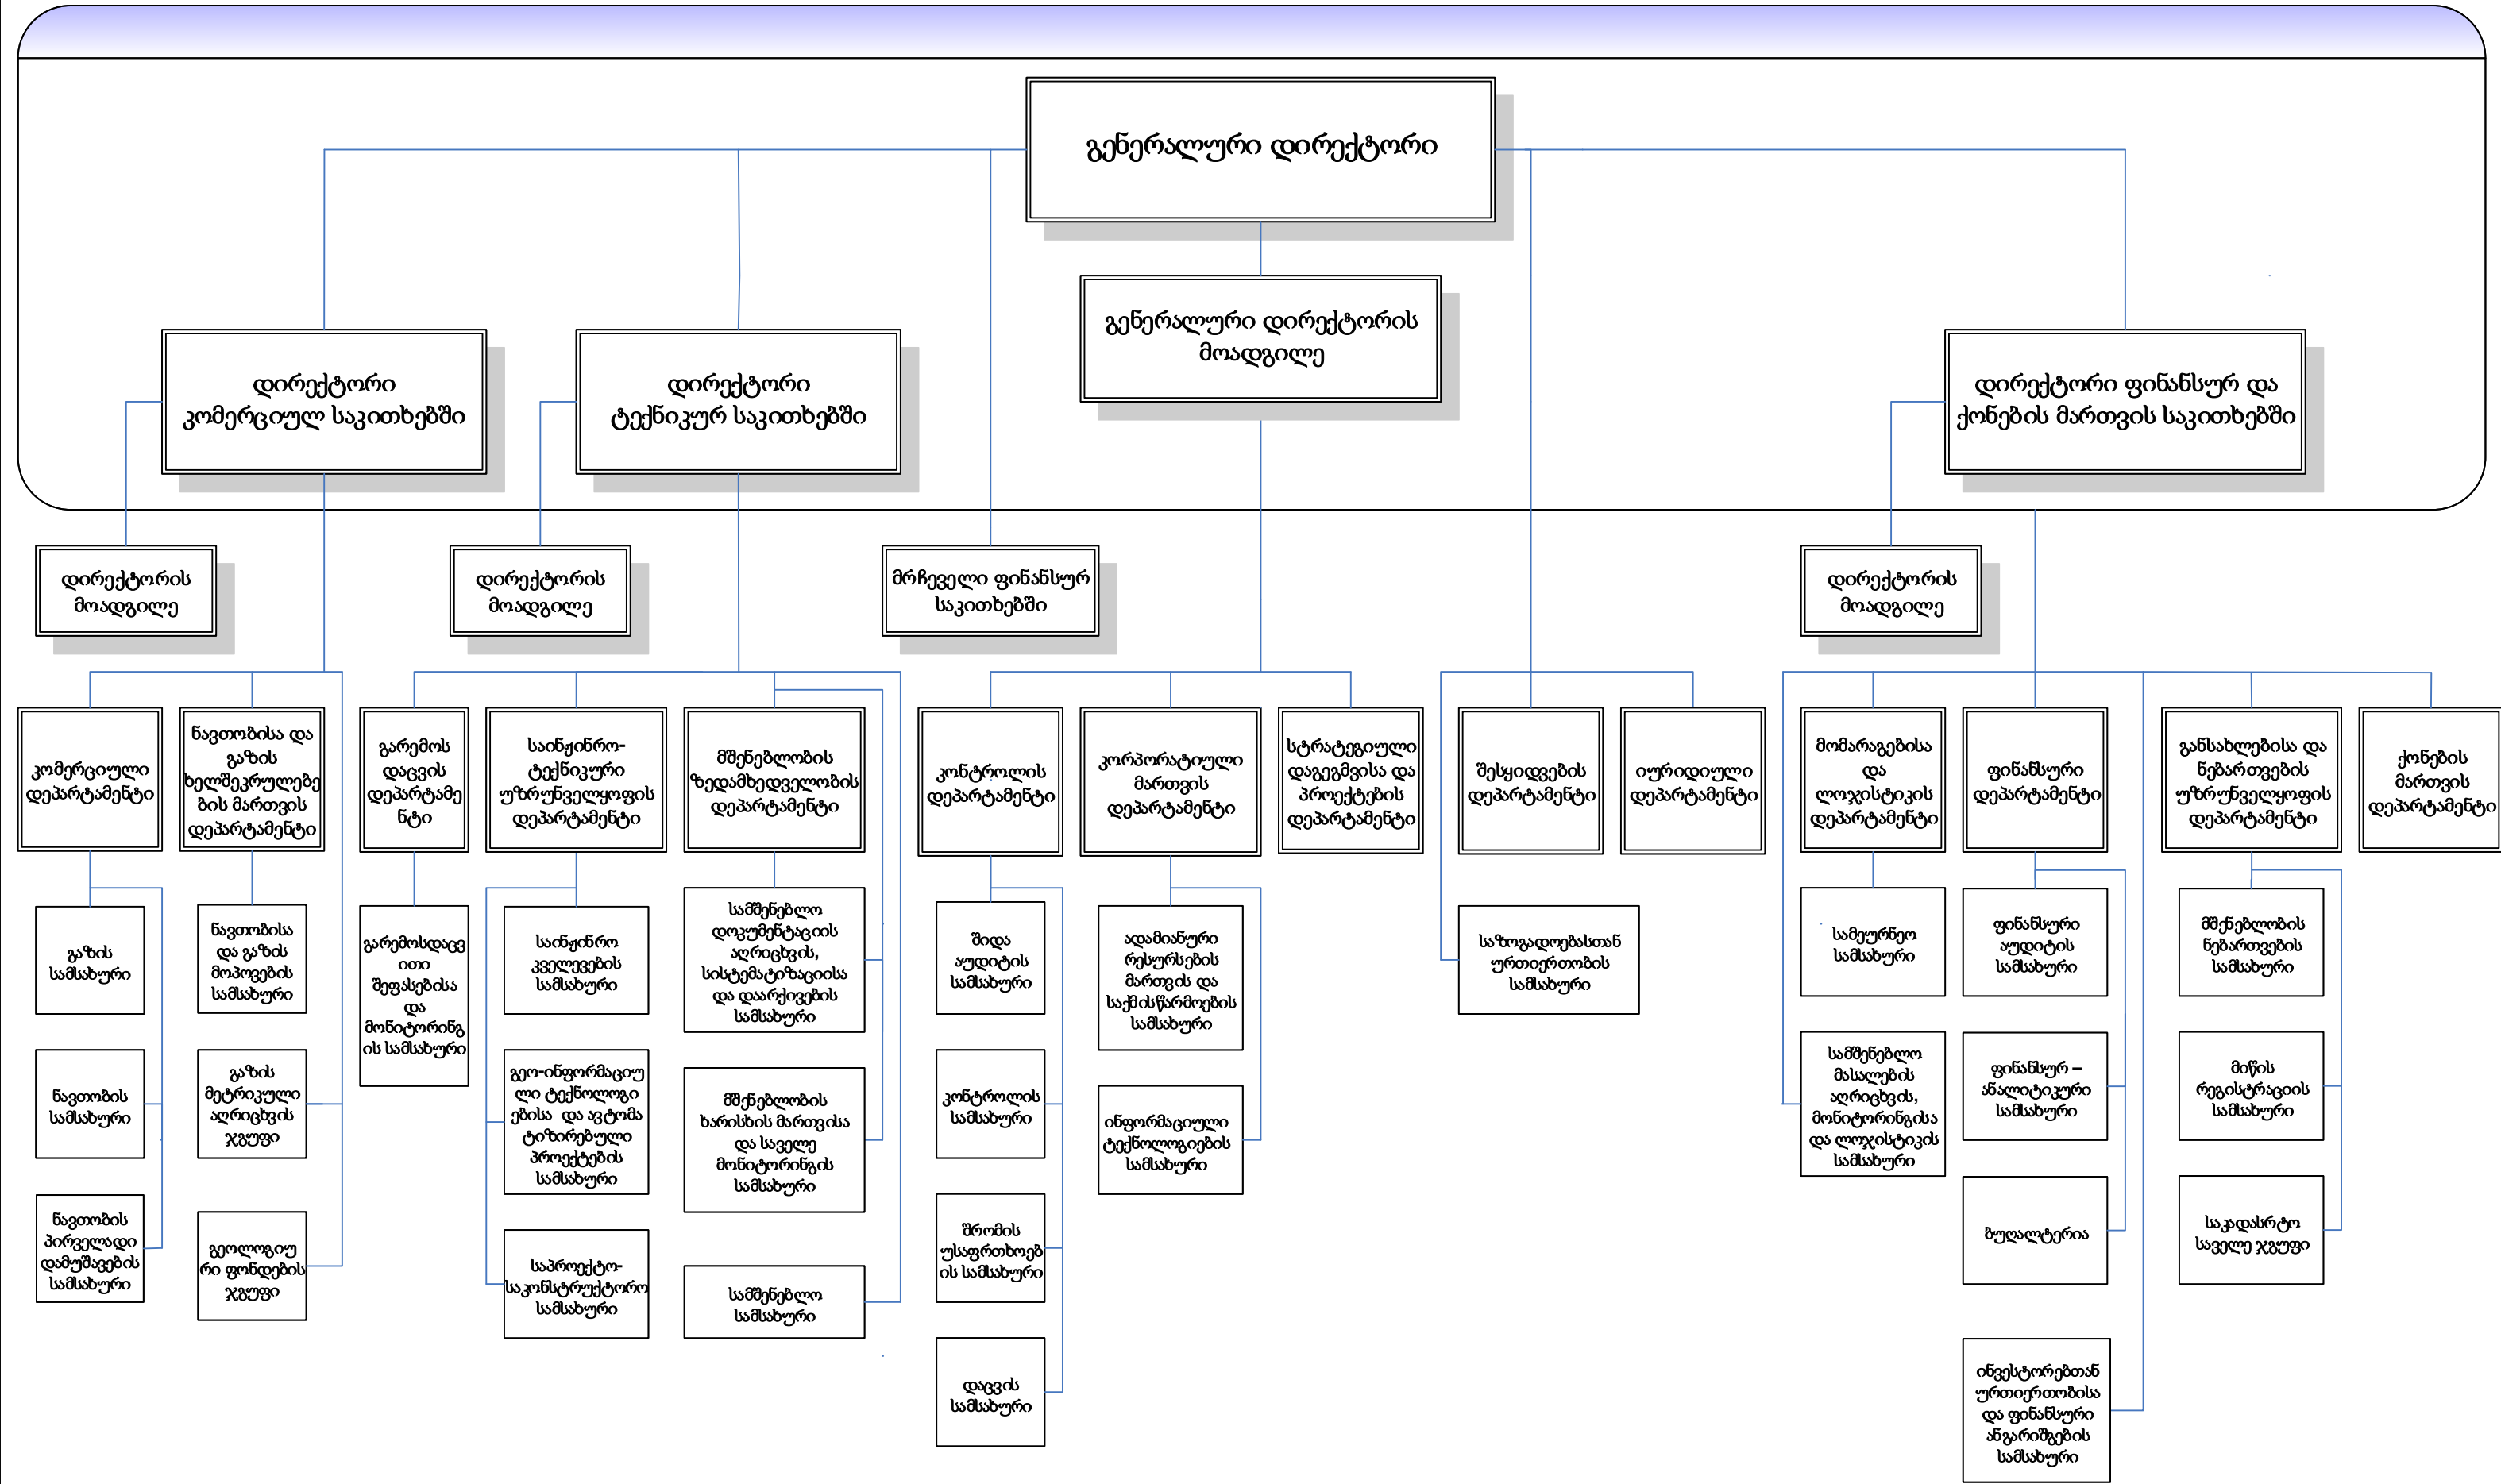 გენერალური დირექტორი
გენერალური დირექტორის
მოადგილე
დირექტორი
კომერციულ საკითხებში
დირექტორი
ტექნიკურ საკითხებში
დირექტორი ფინანსურ და
ქონების მართვის საკითხებში
დირექტორის
მოადგილე
დირექტორის
მოადგილე
მრჩეველი ფინანსურ
საკითხებში
დირექტორის
მოადგილე
კომერციული
დეპარტამენტი
ნავთობისა და
გაზის
ხელშეკრულებე
ბის მართვის
დეპარტამენტი
გარემოს
დაცვის
დეპარტამე
ნტი
საინჟინრო-
ტექნიკური
უზრუნველყოფის
დეპარტამენტი
მშენებლობის
ზედამხედველობის
დეპარტამენტი
კონტროლის
დეპარტამენტი
კორპორატიული
მართვის
დეპარტამენტი
სტრატეგიული
დაგეგმვისა და
პროექტების
დეპარტამენტი
შესყიდვების
დეპარტამენტი
იურიდიული
დეპარტამენტი
მომარაგებისა
და
ლოჯისტიკის
დეპარტამენტი
ფინანსური
დეპარტამენტი
განსახლებისა და
ნებართვების
უზრუნველყოფის
დეპარტამენტი
ქონების
მართვის
დეპარტამენტი
გაზის
სამსახური
ნავთობის
სამსახური
ნავთობის
პირველადი
დამუშავების
სამსახური
ნავთობისა
და გაზის
მოპოვების
სამსახური
გაზის
მეტრიკული
აღრიცხვის
ჯგუფი
გეოლოგიუ
რი ფონდების
ჯგუფი
გარემოსდაცვ
ითი
შეფასებისა
და
მონიტორინგ
ის სამსახური
საინჟინრო
კველევების
სამსახური
გეო-ინფორმაციუ
ლი ტექნოლოგი
ებისა და ავტომა
ტიზირებული
პროექტების
სამსახური
საპროექტო-
საკონსტრუქტორო
სამსახური
სამშენებლო
დოკუმენტაციის
აღრიცხვის,
სისტემატიზაციისა
და დაარქივების
სამსახური
მშენებლობის
ხარისხის მართვისა
და საველე
მონიტორინგის
სამსახური
სამშენებლო
სამსახური
შიდა
აუდიტის
სამსახური
კონტროლის
სამსახური
შრომის
უსაფრთხოებ
ის სამსახური
დაცვის
სამსახური
ადამიანური
რესურსების
მართვის და
საქმისწარმოების
სამსახური
ინფორმაციული
ტექნოლოგიების
სამსახური
საზოგადოებასთან
ურთიერთობის
სამსახური
სამეურნეო
სამსახური
სამშენებლო
მასალების
აღრიცხვის,
მონიტორინგისა
და ლოჯისტიკის
სამსახური
ფინანსური
აუდიტის
სამსახური
ფინანსურ –
ანალიტიკური
სამსახური
ბუღალტერია
ინვესტორებთან
ურთიერთობისა
და ფინანსური
ანგარიშგების
სამსახური
მშენებლობის
ნებართვების
სამსახური
მიწის
რეგისტრაციის
სამსახური
საკადასრტო
საველე ჯგუფი